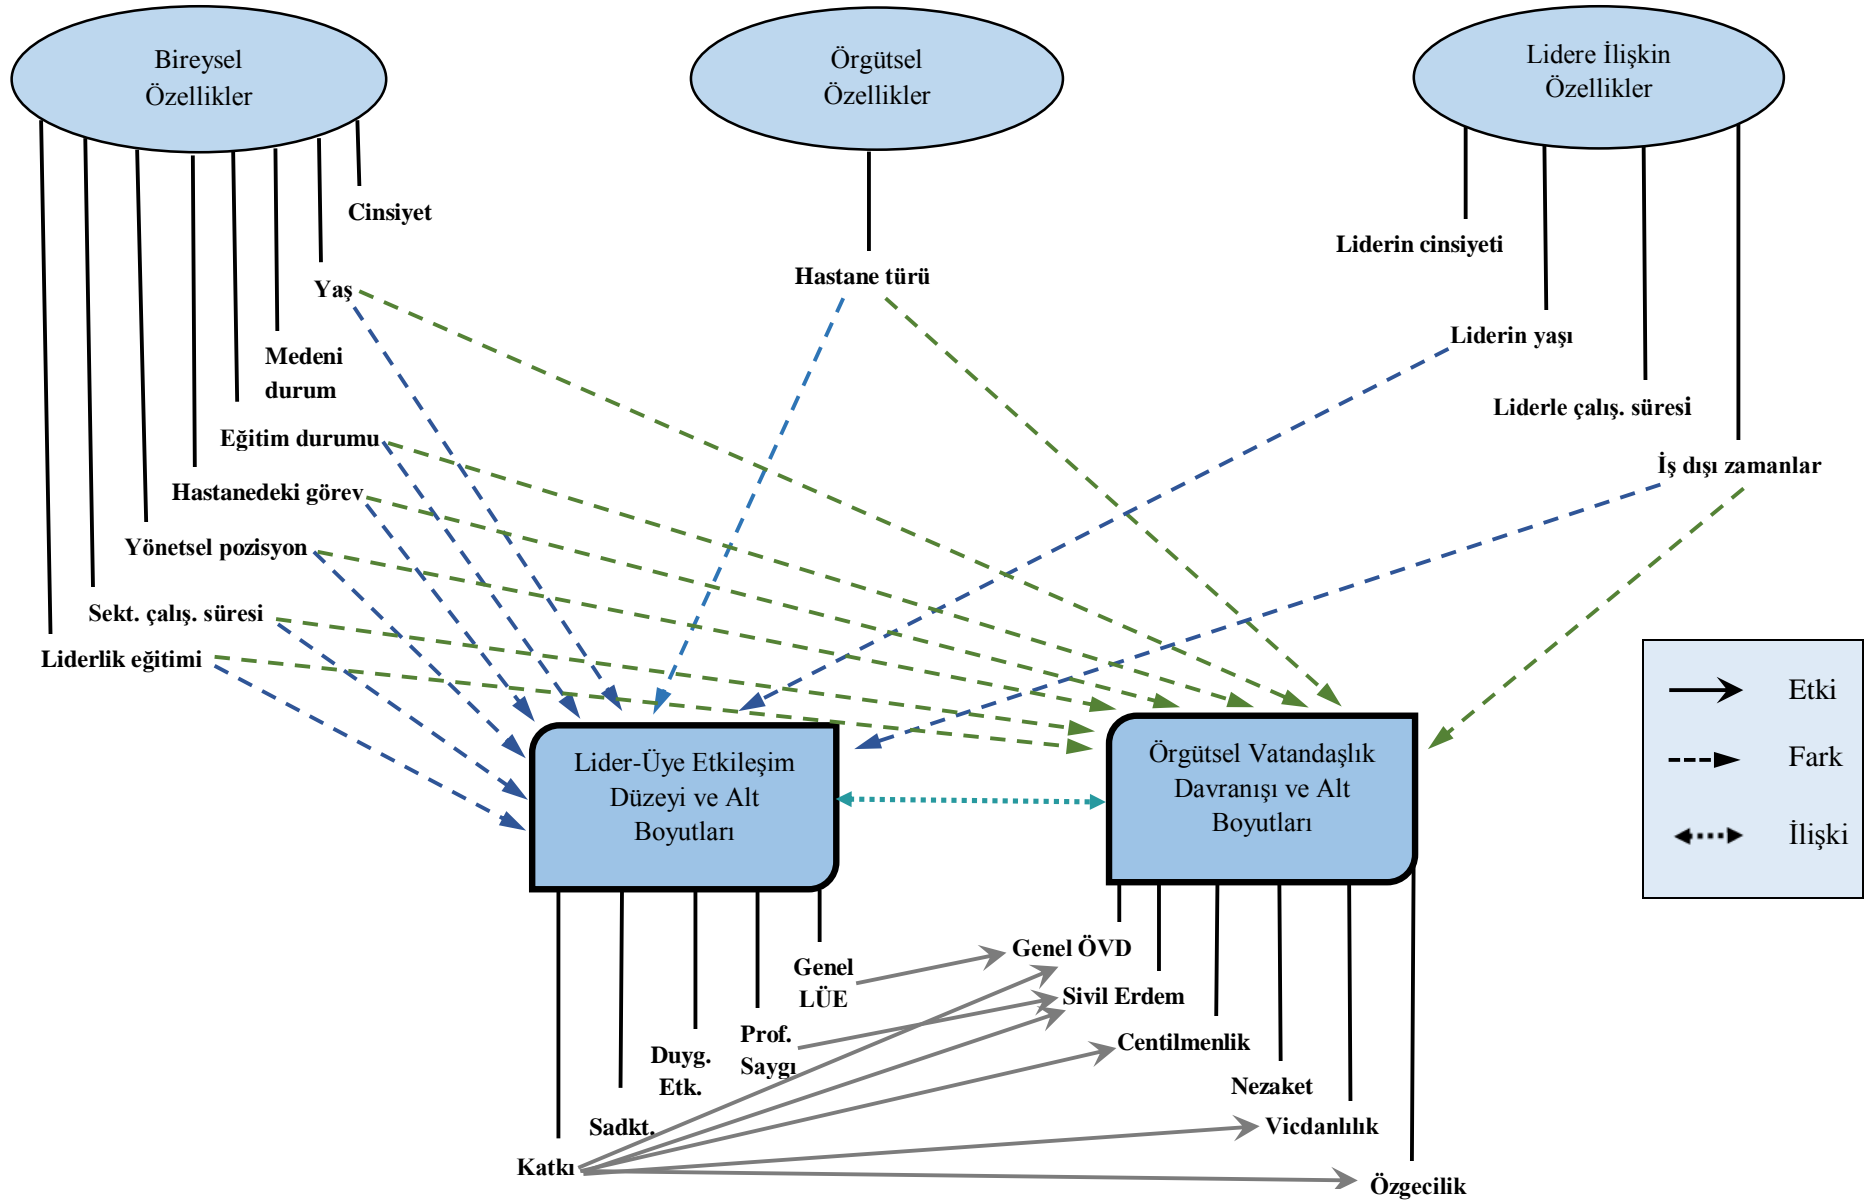 Bireysel
Özellikler
Örgütsel
Özellikler
Lidere İlişkin
Özellikler
Cinsiyet
Yaş
Medeni
durum
Eğitim durumu
Hastanedeki görev
Yönetsel pozisyon
Sekt. çalış. süresi
Liderlik eğitimi
Hastane türü
Liderin cinsiyeti
Liderin yaşı
Liderle çalış. süresi
İş dışı zamanlar
Etki
Fark
İlişki
Lider-Üye Etkileşim
Düzeyi ve Alt
Boyutları
Örgütsel Vatandaşlık
Davranışı ve Alt
Boyutları
Genel
LÜE
Prof.
Saygı
Duyg.
Etk.
Sadkt.
Katkı
Genel ÖVD
Sivil Erdem
Centilmenlik
Nezaket
Vicdanlılık
Özgecilik